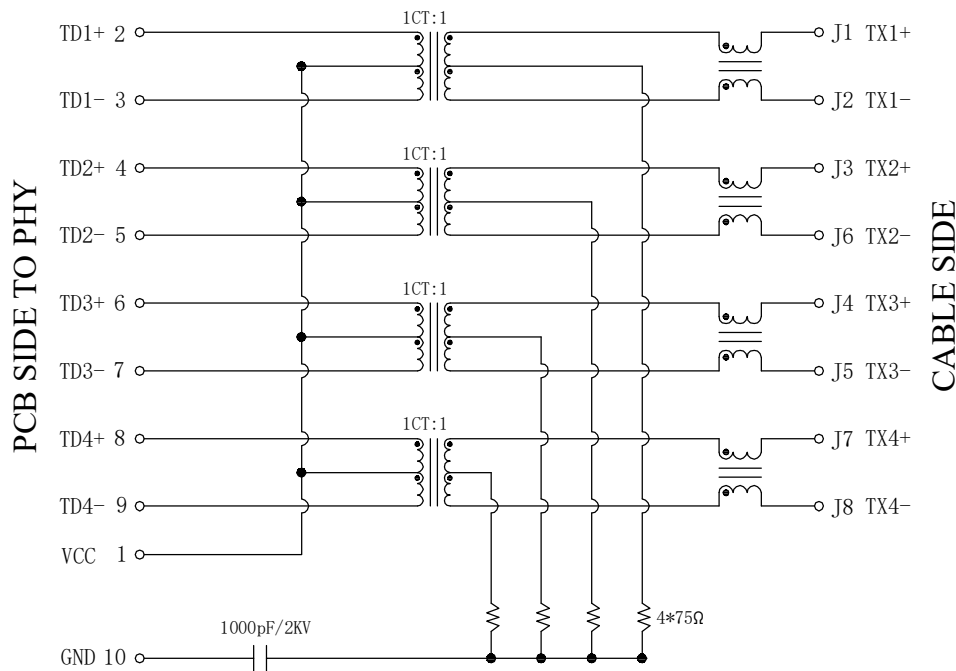 1CT:1
TD1+ 2
J1 TX1+
TD1- 3
J2 TX1-
1CT:1
TD2+ 4
J3 TX2+
TD2- 5
J6 TX2-
PCB SIDE TO PHY
CABLE SIDE
1CT:1
TD3+ 6
J4 TX3+
TD3- 7
J5 TX3-
1CT:1
TD4+ 8
J7 TX4+
TD4- 9
J8 TX4-
VCC 1
4*75Ω
1000pF/2KV
GND 10